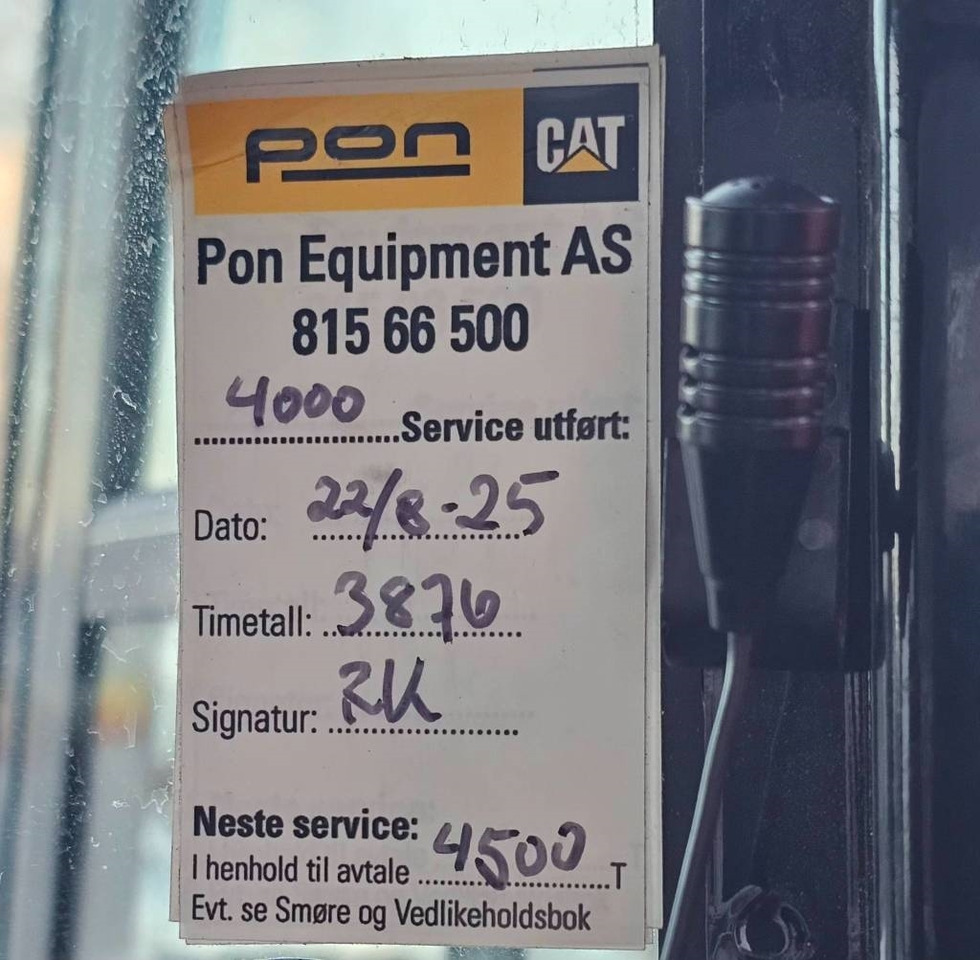 pon CAT
Pon Equipment AS
815 66 500
4000 Service utført:
Dato: 22/8-25
Timetall: 3876
Signatur: RK
Neste service:
I henhold til avtale 4500 T
Evt. se Smøre og Vedlikeholdsbok